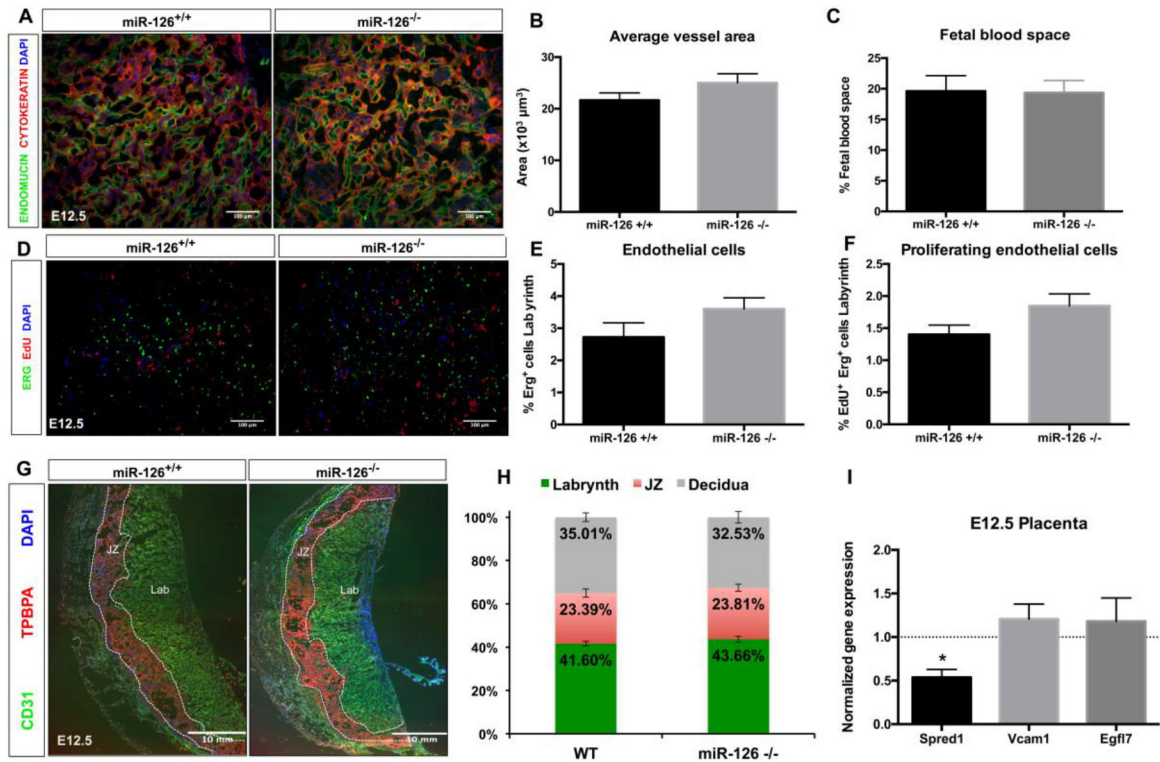 A
miR-126+/+
miR-126-/-
ENDOMUCIN CYTOKERATIN DAPI
E12.5
100 µm
100 µm
B
Average vessel area
Area (x10³ µm³)
30
20
10
0
miR-126 +/+
miR-126 -/-
C
Fetal blood space
% Fetal blood space
25
20
15
10
5
0
miR-126 +/+
miR-126 -/-
D
miR-126+/+
miR-126-/-
ERG EdU DAPI
E12.5
100 µm
100 µm
E
Endothelial cells
% Erg+ cells Labyrinth
5
4
3
2
1
0
miR-126 +/+
miR-126 -/-
F
Proliferating endothelial cells
% EdU+ Erg+ cells Labyrinth
2.5
2.0
1.5
1.0
0.5
0.0
miR-126 +/+
miR-126 -/-
G
miR-126+/+
miR-126-/-
CD31 TPBPA DAPI
JZ
Lab
E12.5
10 mm
JZ
Lab
10 mm
H
Labrynth JZ Decidua
100%
80%
60%
40%
20%
0%
35.01%
23.39%
41.60%
32.53%
23.81%
43.66%
WT
miR-126 -/-
I
E12.5 Placenta
Normalized gene expression
2.0
1.5
1.0
0.5
0.0
*
Spred1
Vcam1
Egfl7